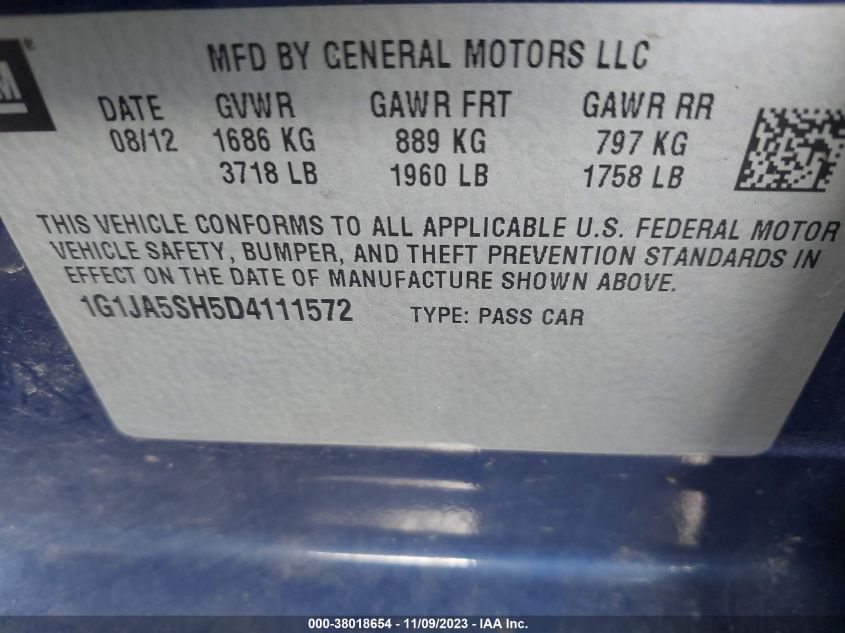 MFD BY GENERAL MOTORS LLC
DATE GVWR GAWR FRT GAWR RR
08/12 1686 KG 889 KG 797 KG
3718 LB 1960 LB 1758 LB
THIS VEHICLE CONFORMS TO ALL APPLICABLE U.S. FEDERAL MOTOR
VEHICLE SAFETY, BUMPER, AND THEFT PREVENTION STANDARDS IN
EFFECT ON THE DATE OF MANUFACTURE SHOWN ABOVE.
1G1JA5SH5D4111572 TYPE: PASS CAR
000-38018654 - 11/09/2023 - IAA Inc.